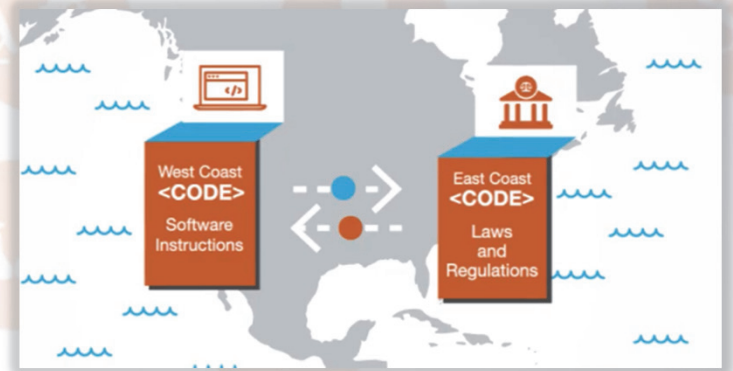 West Coast
<CODE>
Software
Instructions
East Coast
<CODE>
Laws
and
Regulations